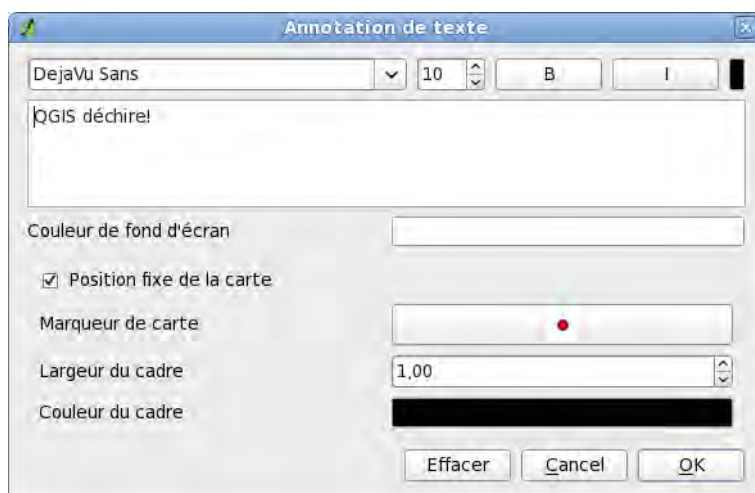 Annotation de texte
DejaVu Sans 10 B I
QGIS déchire!
Couleur de fond d'écran
Position fixe de la carte
Marqueur de carte
Largeur du cadre 1,00
Couleur du cadre
Effacer Cancel OK